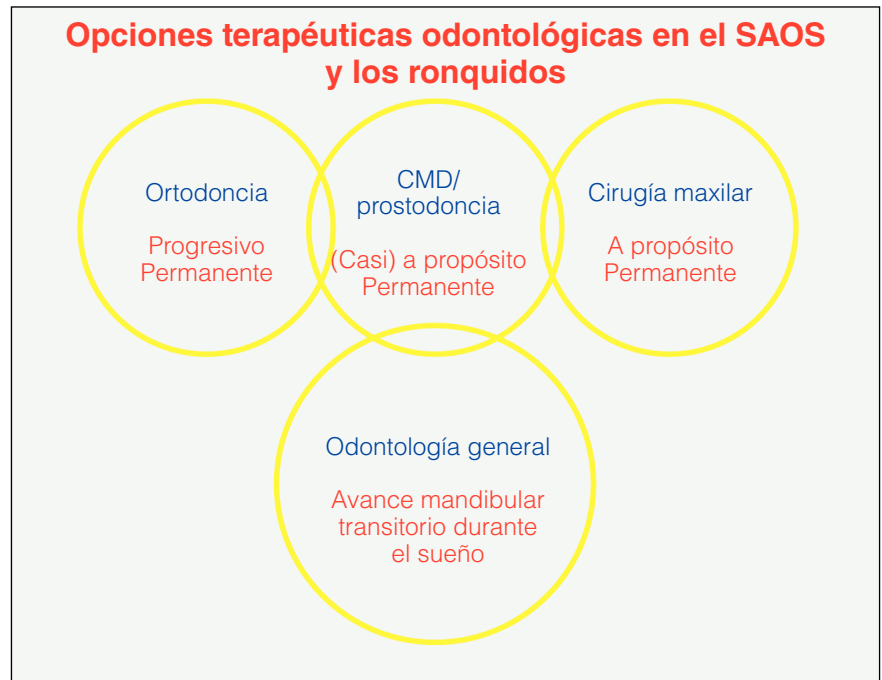 Opciones terapéuticas odontológicas en el SAOS
y los ronquidos
Ortodoncia
Progresivo
Permanente
CMD/
prostodoncia
(Casi) a propósito
Permanente
Cirugía maxilar
A propósito
Permanente
Odontología general
Avance mandibular
transitorio durante
el sueño